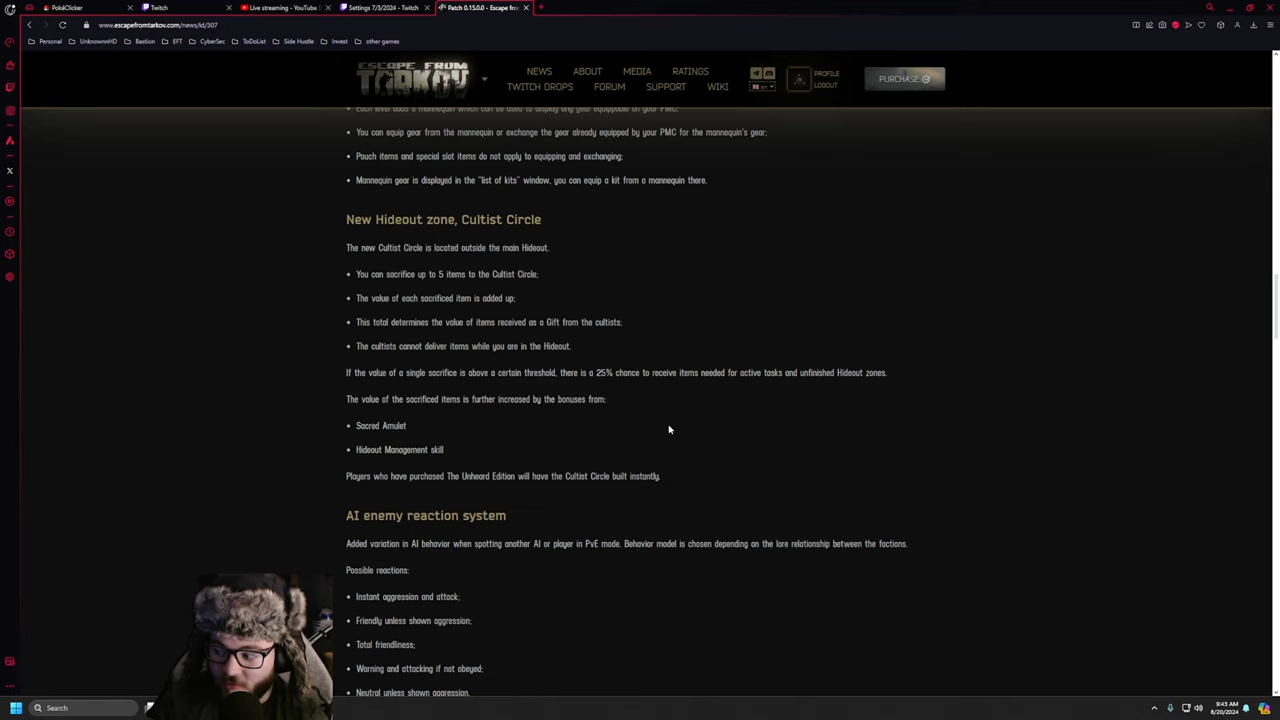 PokéClicker
Twitch
Live streaming - YouTube
Settings 7/3/2024 - Twitch
Patch 0.15.0.0 - Escape from
www.escapefromtarkov.com/news/id/307
Personal
UnknownnHD
Bastion
EFT
CyberSec
ToDoList
Side Hustle
Invest
other games
ESCAPE FROM
TARKOV
NEWS ABOUT MEDIA RATINGS
TWITCH DROPS FORUM SUPPORT WIKI
PROFILE
LOGOUT
PURCHASE
• Each level adds a mannequin which can be used to display any gear equippable on your PMC;
• You can equip gear from the mannequin or exchange the gear already equipped by your PMC for the mannequin's gear;
• Pouch items and special slot items do not apply to equipping and exchanging;
• Mannequin gear is displayed in the "list of kits" window, you can equip a kit from a mannequin there.
New Hideout zone, Cultist Circle
The new Cultist Circle is located outside the main Hideout.
• You can sacrifice up to 5 items to the Cultist Circle;
• The value of each sacrificed item is added up;
• This total determines the value of items received as a Gift from the cultists;
• The cultists cannot deliver items while you are in the Hideout.
If the value of a single sacrifice is above a certain threshold, there is a 25% chance to receive items needed for active tasks and unfinished Hideout zones.
The value of the sacrificed items is further increased by the bonuses from:
• Sacred Amulet
• Hideout Management skill
Players who have purchased The Unheard Edition will have the Cultist Circle built instantly.
AI enemy reaction system
Added variation in AI behavior when spotting another AI or player in PvE mode. Behavior model is chosen depending on the lore relationship between the factions.
Possible reactions:
• Instant aggression and attack;
• Friendly unless shown aggression;
• Total friendliness;
• Warning and attacking if not obeyed;
• Neutral unless shown aggression.
Search
9:43 AM
8/20/2024